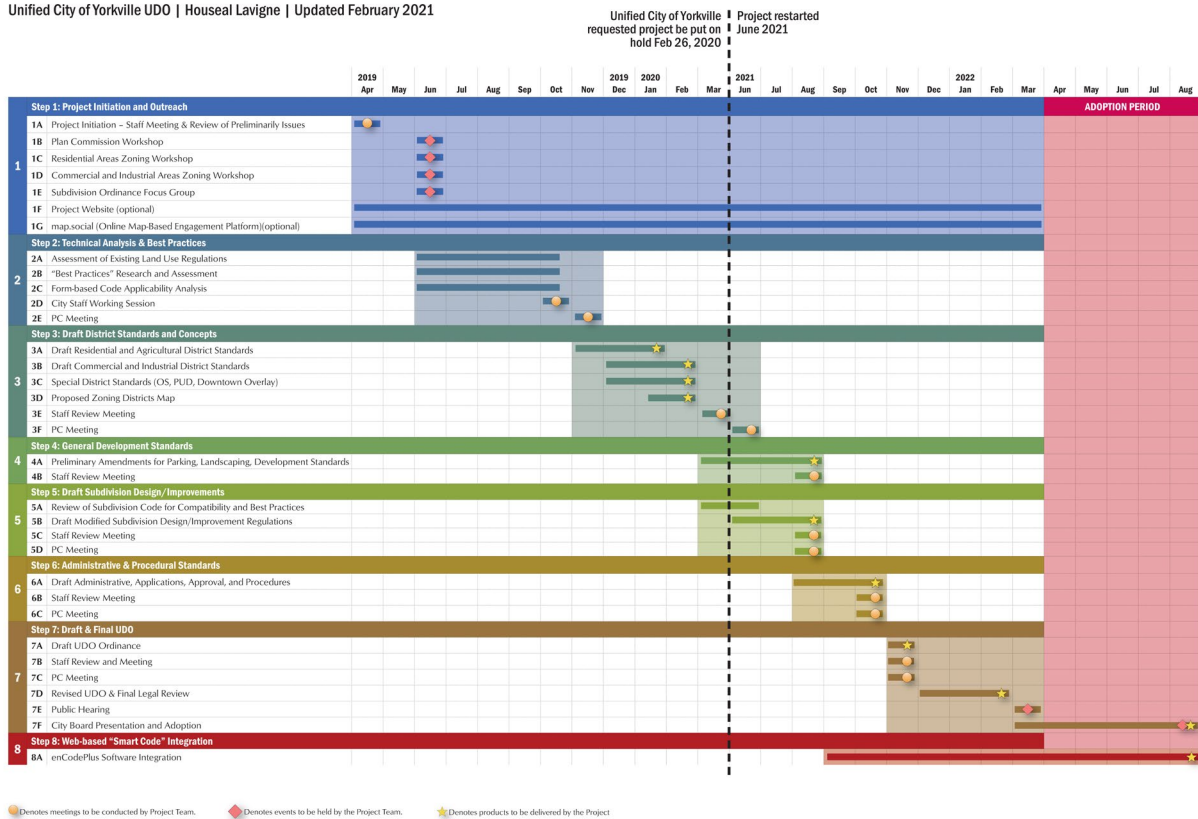 Unified City of Yorkville UDO | Houseal Lavigne | Updated February 2021
Unified City of Yorkville
requested project be put on
hold Feb 26, 2020
Project restarted
June 2021
2019 2019 2020 2021 2022
Apr May Jun Jul Aug Sep Oct Nov Dec Jan Feb Mar Jun Jul Aug Sep Oct Nov Dec Jan Feb Mar Apr May Jun Jul Aug
Step 1: Project Initiation and Outreach
ADOPTION PERIOD
1
1A Project Initiation – Staff Meeting & Review of Preliminarily Issues
1B Plan Commission Workshop
1C Residential Areas Zoning Workshop
1D Commercial and Industrial Areas Zoning Workshop
1E Subdivision Ordinance Focus Group
1F Project Website (optional)
1G map.social (Online Map-Based Engagement Platform)(optional)
Step 2: Technical Analysis & Best Practices
2
2A Assessment of Existing Land Use Regulations
2B “Best Practices” Research and Assessment
2C Form-based Code Applicability Analysis
2D City Staff Working Session
2E PC Meeting
Step 3: Draft District Standards and Concepts
3
3A Draft Residential and Agricultural District Standards
3B Draft Commercial and Industrial District Standards
3C Special District Standards (OS, PUD, Downtown Overlay)
3D Proposed Zoning Districts Map
3E Staff Review Meeting
3F PC Meeting
Step 4: General Development Standards
4
4A Preliminary Amendments for Parking, Landscaping, Development Standards
4B Staff Review Meeting
Step 5: Draft Subdivision Design/Improvements
5
5A Review of Subdivision Code for Compatibility and Best Practices
5B Draft Modified Subdivision Design/Improvement Regulations
5C Staff Review Meeting
5D PC Meeting
Step 6: Administrative & Procedural Standards
6
6A Draft Administrative, Applications, Approval, and Procedures
6B Staff Review Meeting
6C PC Meeting
Step 7: Draft & Final UDO
7
7A Draft UDO Ordinance
7B Staff Review and Meeting
7C PC Meeting
7D Revised UDO & Final Legal Review
7E Public Hearing
7F City Board Presentation and Adoption
Step 8: Web-based “Smart Code” Integration
8
8A enCodePlus Software Integration
Denotes meetings to be conducted by Project Team.
Denotes events to be held by the Project Team.
Denotes products to be delivered by the Project